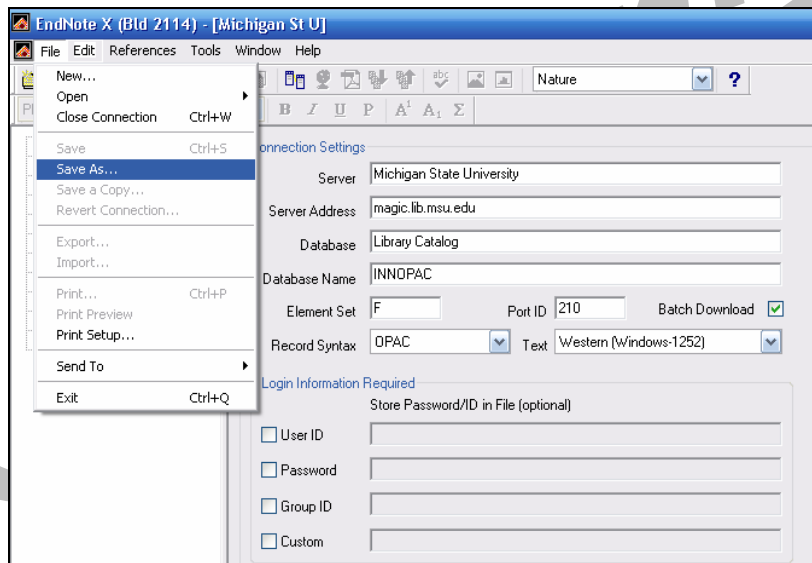 EndNote X (Bld 2114) - [Michigan St U]
File Edit References Tools Window Help
Nature ?
B I U P A¹ A₁ Σ
New...
Open
Close Connection Ctrl+W
Save Ctrl+S
Save As...
Save a Copy...
Revert Connection...
Export...
Import...
Print... Ctrl+P
Print Preview
Print Setup...
Send To
Exit Ctrl+Q
Server Michigan State University
Server Address magic.lib.msu.edu
Database Library Catalog
Database Name INNOPAC
Element Set F Port ID 210 Batch Download
Record Syntax OPAC Text Western (Windows-1252)
Login Information Required
Store Password/ID in File (optional)
User ID
Password
Group ID
Custom